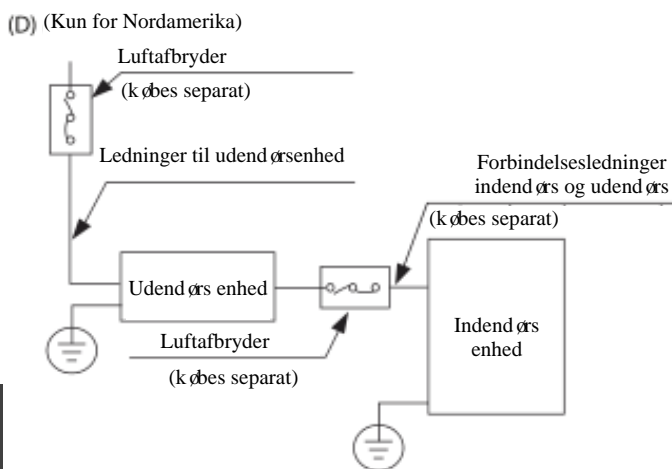 (D) (Kun for Nordamerika)
Luftafbryder
(købes separat)
Ledninger til udendørsenhed
Forbindelsesledninger
indendørs og udendørs
(købes separat)
Udendørs enhed
Indendørs
enhed
Luftafbryder
(købes separat)